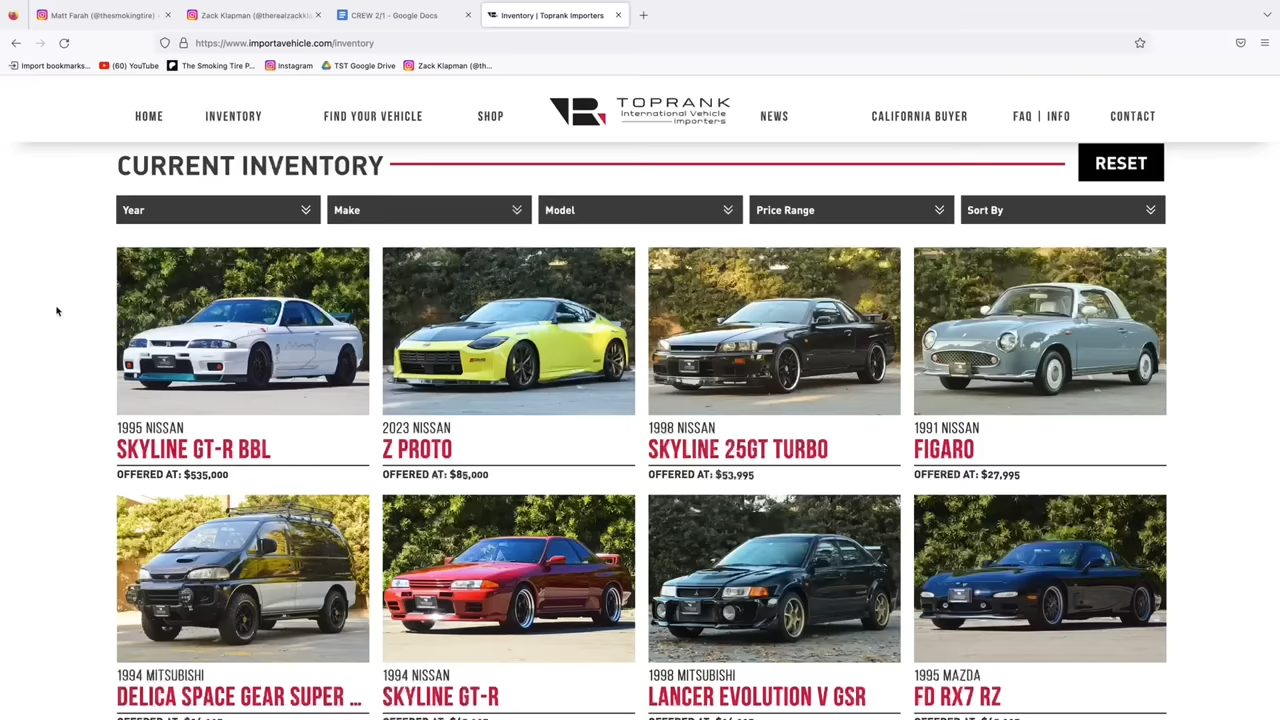 Matt Farah (@thesmokingtire) •
Zack Klapman (@therealzackkl
CREW 2/1 - Google Docs
Inventory | Toprank Importers
https://www.importavehicle.com/inventory
Import bookmarks...
(60) YouTube
The Smoking Tire P...
Instagram
TST Google Drive
Zack Klapman (@th...
HOME
INVENTORY
FIND YOUR VEHICLE
SHOP
TOPRANK
International Vehicle
importers
NEWS
CALIFORNIA BUYER
FAQ | INFO
CONTACT
CURRENT INVENTORY
RESET
Year
Make
Model
Price Range
Sort By
1995 NISSAN
SKYLINE GT-R BBL
OFFERED AT: $535,000
2023 NISSAN
Z PROTO
OFFERED AT: $85,000
1998 NISSAN
SKYLINE 25GT TURBO
OFFERED AT: $53,995
1991 NISSAN
FIGARO
OFFERED AT: $27,995
1994 MITSUBISHI
DELICA SPACE GEAR SUPER ...
1994 NISSAN
SKYLINE GT-R
1998 MITSUBISHI
LANCER EVOLUTION V GSR
1995 MAZDA
FD RX7 RZ